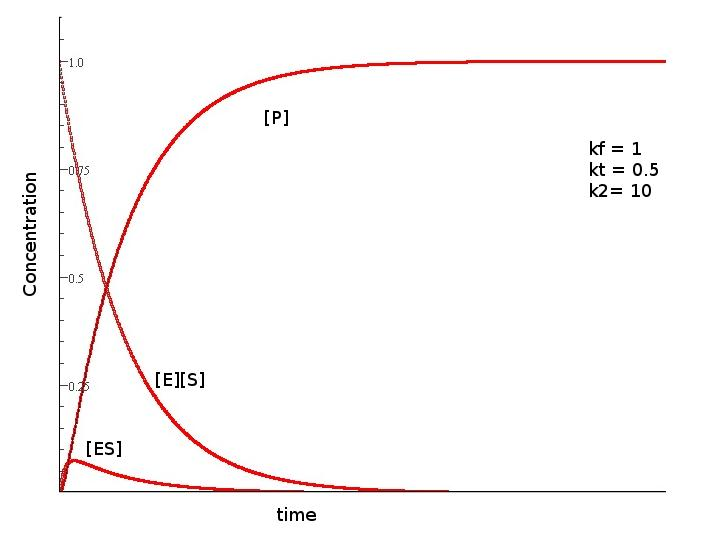 1.0
[P]
kf = 1
kt = 0.5
k2= 10
0.75
Concentration
0.5
[E][S]
0.25
[ES]
time